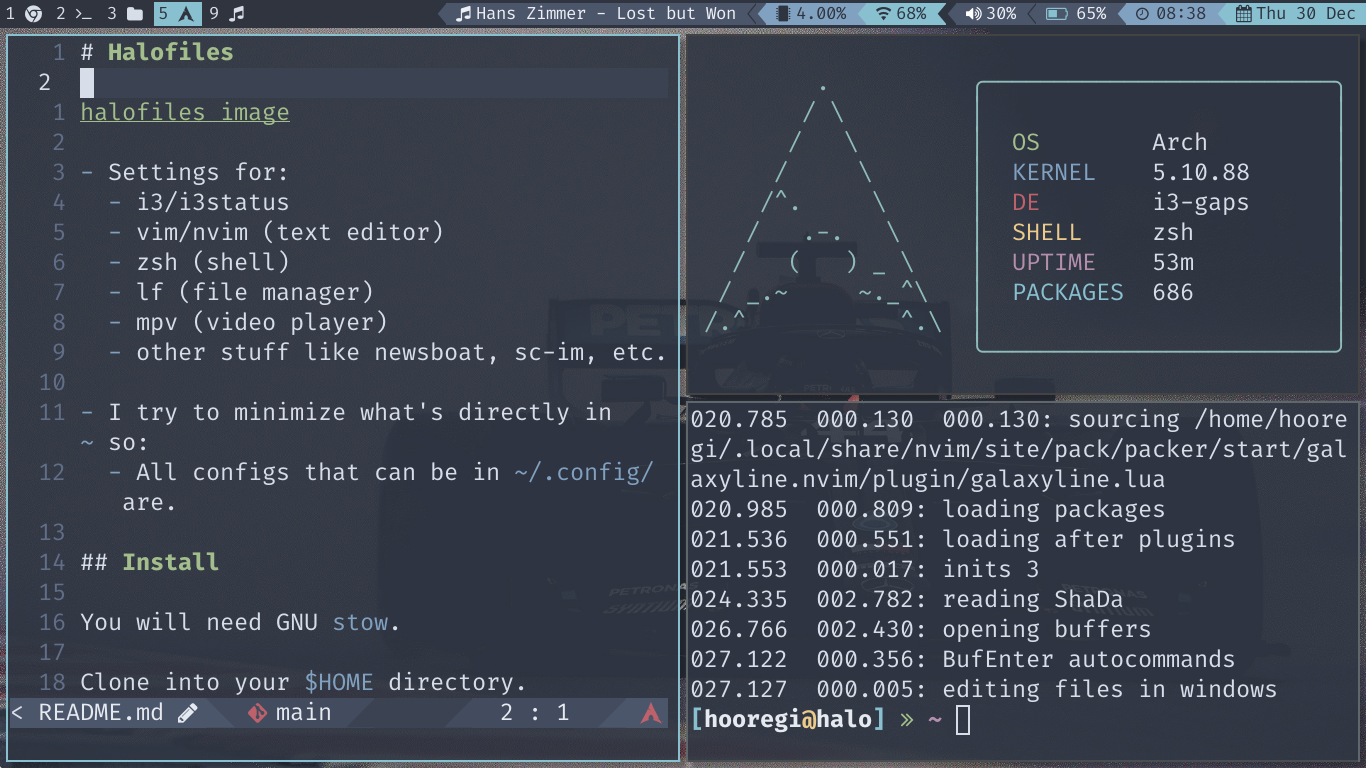 1 2 3 5 9 Hans Zimmer - Lost but Won 4.00% 68% 30% 65% 08:38 Thu 30 Dec
1 # Halofiles
2
1 halofiles image
2
3 - Settings for:
4 - i3/i3status
5 - vim/nvim (text editor)
6 - zsh (shell)
7 - lf (file manager)
8 - mpv (video player)
9 - other stuff like newsboat, sc-im, etc.
10
11 - I try to minimize what's directly in
~ so:
12 - All configs that can be in ~/.config/
are.
13
14 ## Install
15
16 You will need GNU stow.
17
18 Clone into your $HOME directory.
< README.md main 2 : 1
OS Arch
KERNEL 5.10.88
DE i3-gaps
SHELL zsh
UPTIME 53m
PACKAGES 686
020.785 000.130 000.130: sourcing /home/hoore
gi/.local/share/nvim/site/pack/packer/start/gal
axyline.nvim/plugin/galaxyline.lua
020.985 000.809: loading packages
021.536 000.551: loading after plugins
021.553 000.017: inits 3
024.335 002.782: reading ShaDa
026.766 002.430: opening buffers
027.122 000.356: BufEnter autocommands
027.127 000.005: editing files in windows
[hooregi@halo] » ~